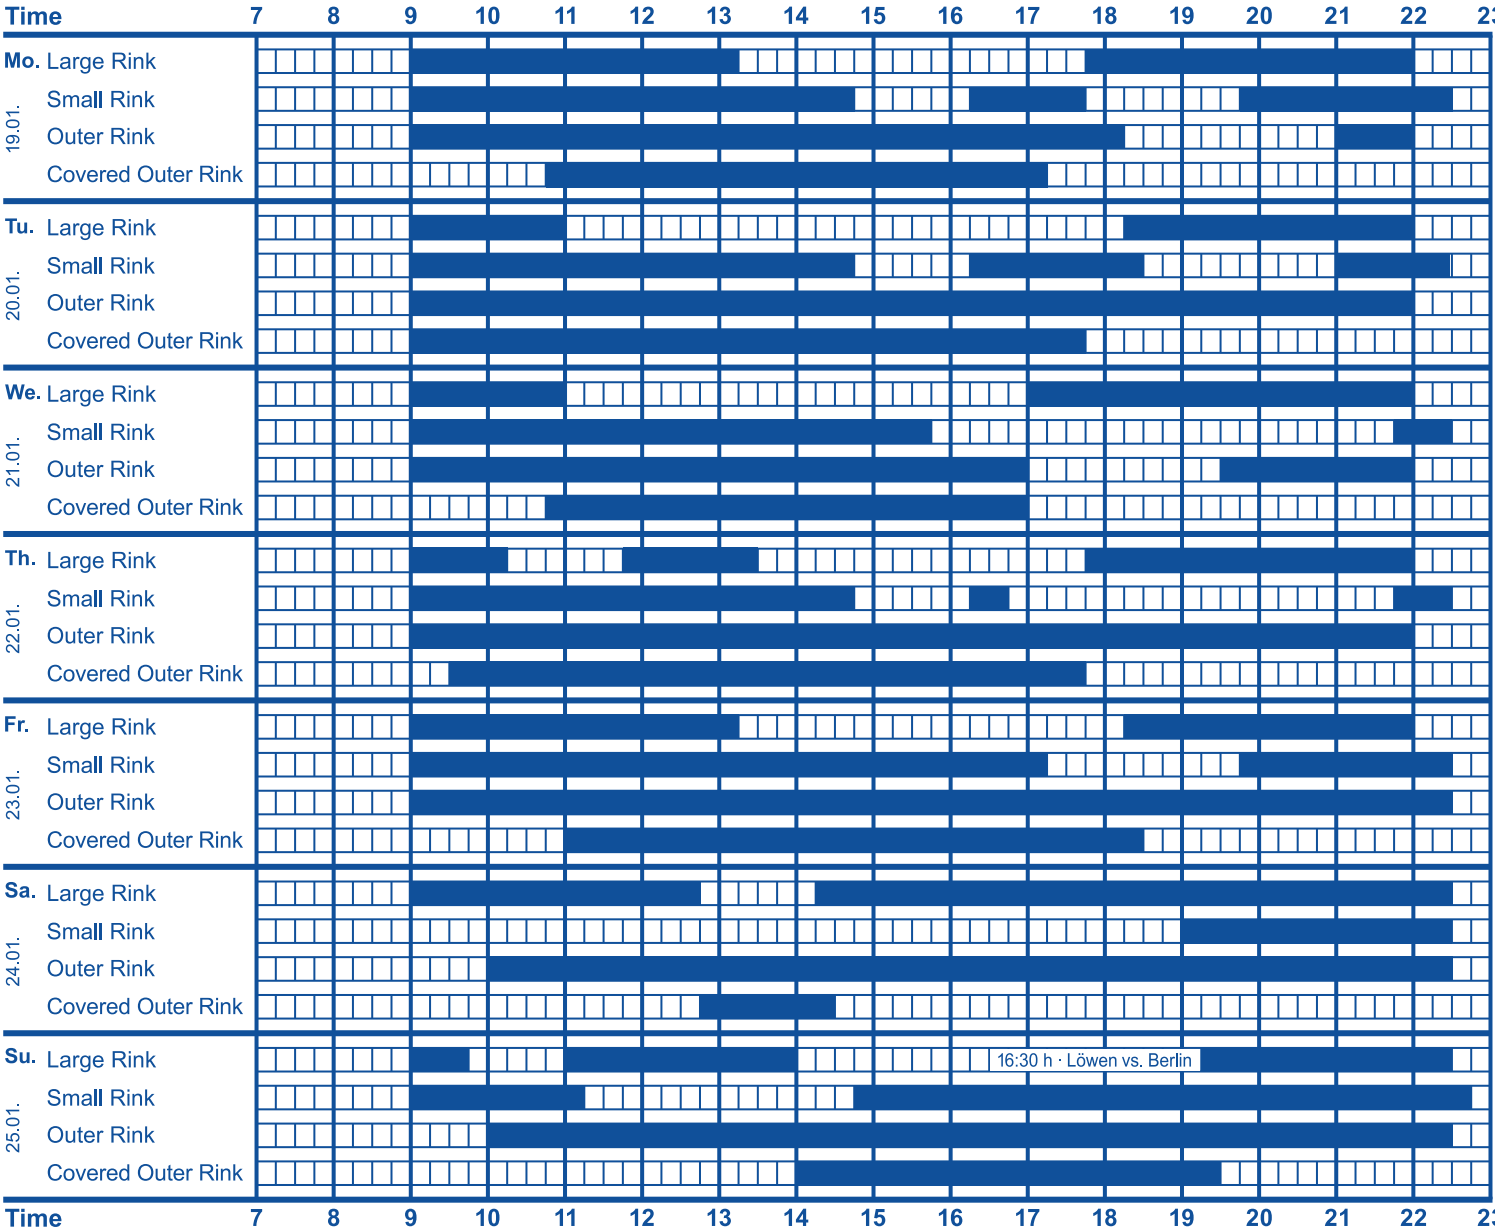 Time 7 8 9 10 11 12 13 14 15 16 17 18 19 20 21 22 23
Mo. Large Rink
Small Rink
19.01.
Outer Rink
Covered Outer Rink
Tu. Large Rink
Small Rink
20.01.
Outer Rink
Covered Outer Rink
We. Large Rink
Small Rink
21.01.
Outer Rink
Covered Outer Rink
Th. Large Rink
Small Rink
22.01.
Outer Rink
Covered Outer Rink
Fr. Large Rink
Small Rink
23.01.
Outer Rink
Covered Outer Rink
Sa. Large Rink
Small Rink
24.01.
Outer Rink
Covered Outer Rink
Su. Large Rink 16:30 h · Löwen vs. Berlin
Small Rink
25.01.
Outer Rink
Covered Outer Rink
Time 7 8 9 10 11 12 13 14 15 16 17 18 19 20 21 22 23